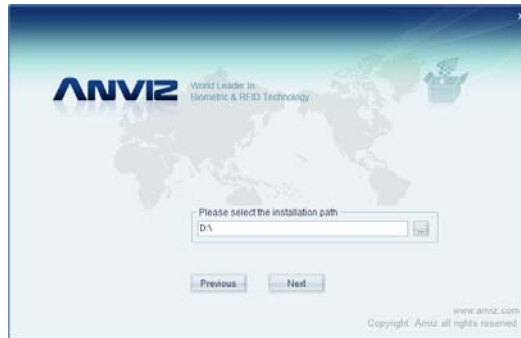 x
ANVIZ
World Leader in
Biometric & RFID Technology
Please select the installation path
D:\
...
Previous Next
www.anviz.com
Copyright Anviz all rights reserved